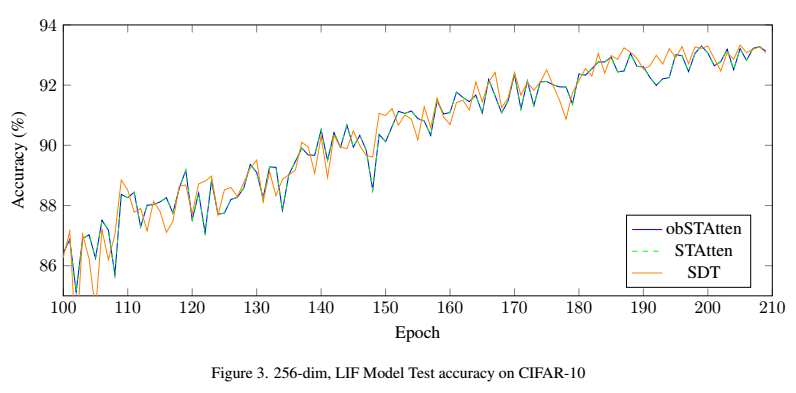 94
92
90
88
86
Accuracy (%)
100 110 120 130 140 150 160 170 180 190 200 210
Epoch
obSTAtten
STAtten
SDT
Figure 3. 256-dim, LIF Model Test accuracy on CIFAR-10